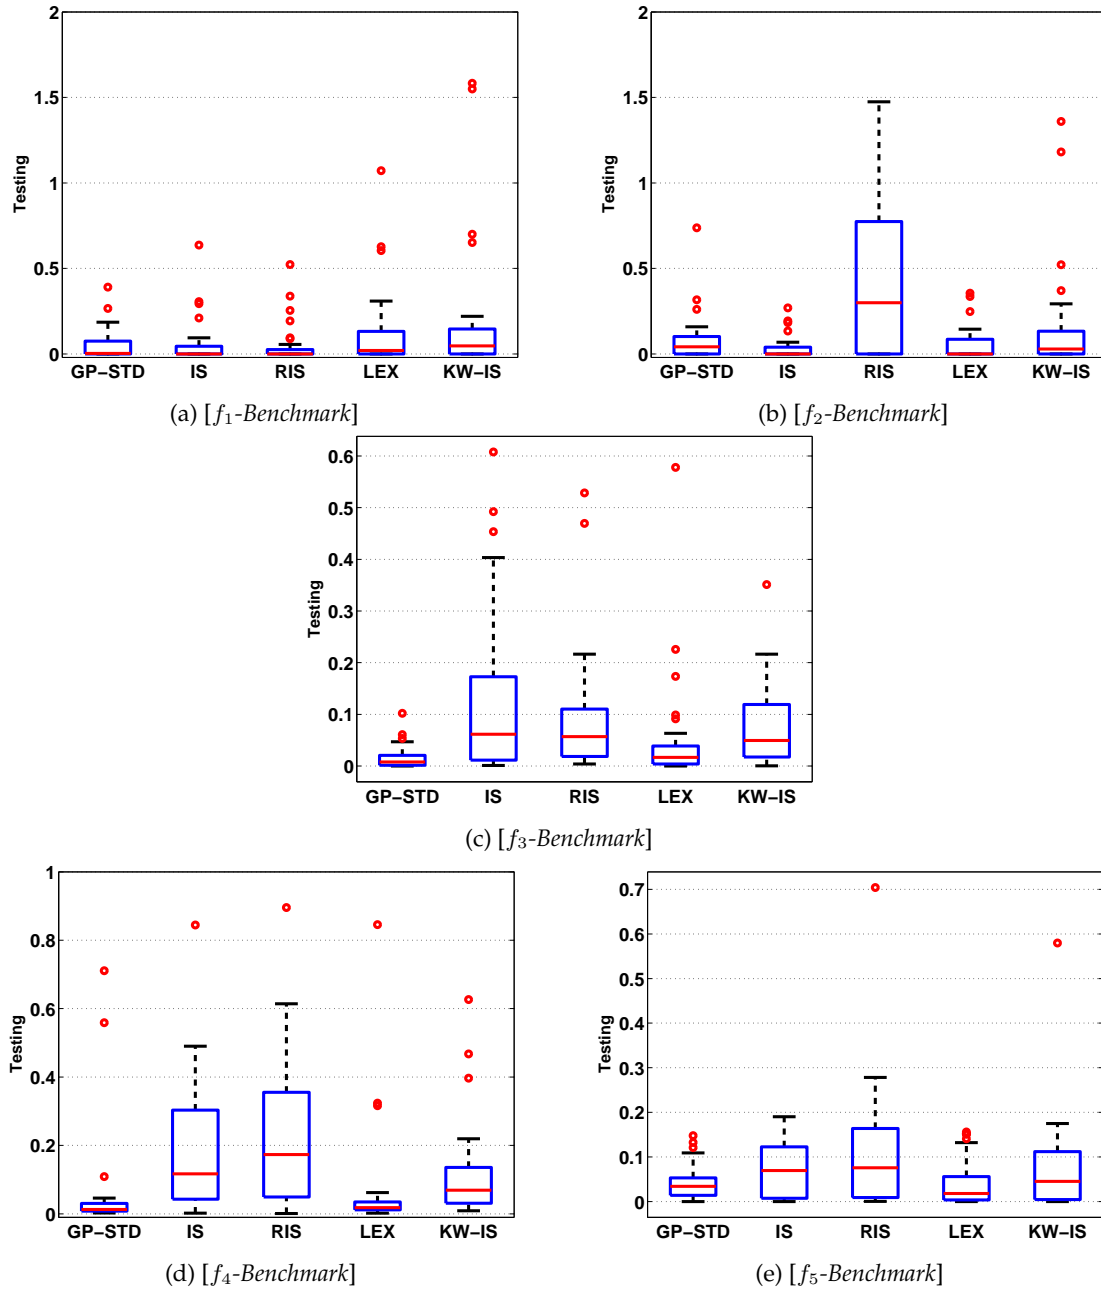 2
1.5
1
0.5
0
Testing
GP–STD IS RIS LEX KW–IS
(a) [f₁-Benchmark]
2
1.5
1
0.5
0
Testing
GP–STD IS RIS LEX KW–IS
(b) [f₂-Benchmark]
0.6
0.5
0.4
0.3
0.2
0.1
0
Testing
GP–STD IS RIS LEX KW–IS
(c) [f₃-Benchmark]
1
0.8
0.6
0.4
0.2
0
Testing
GP–STD IS RIS LEX KW–IS
(d) [f₄-Benchmark]
0.7
0.6
0.5
0.4
0.3
0.2
0.1
0
Testing
GP–STD IS RIS LEX KW–IS
(e) [f₅-Benchmark]